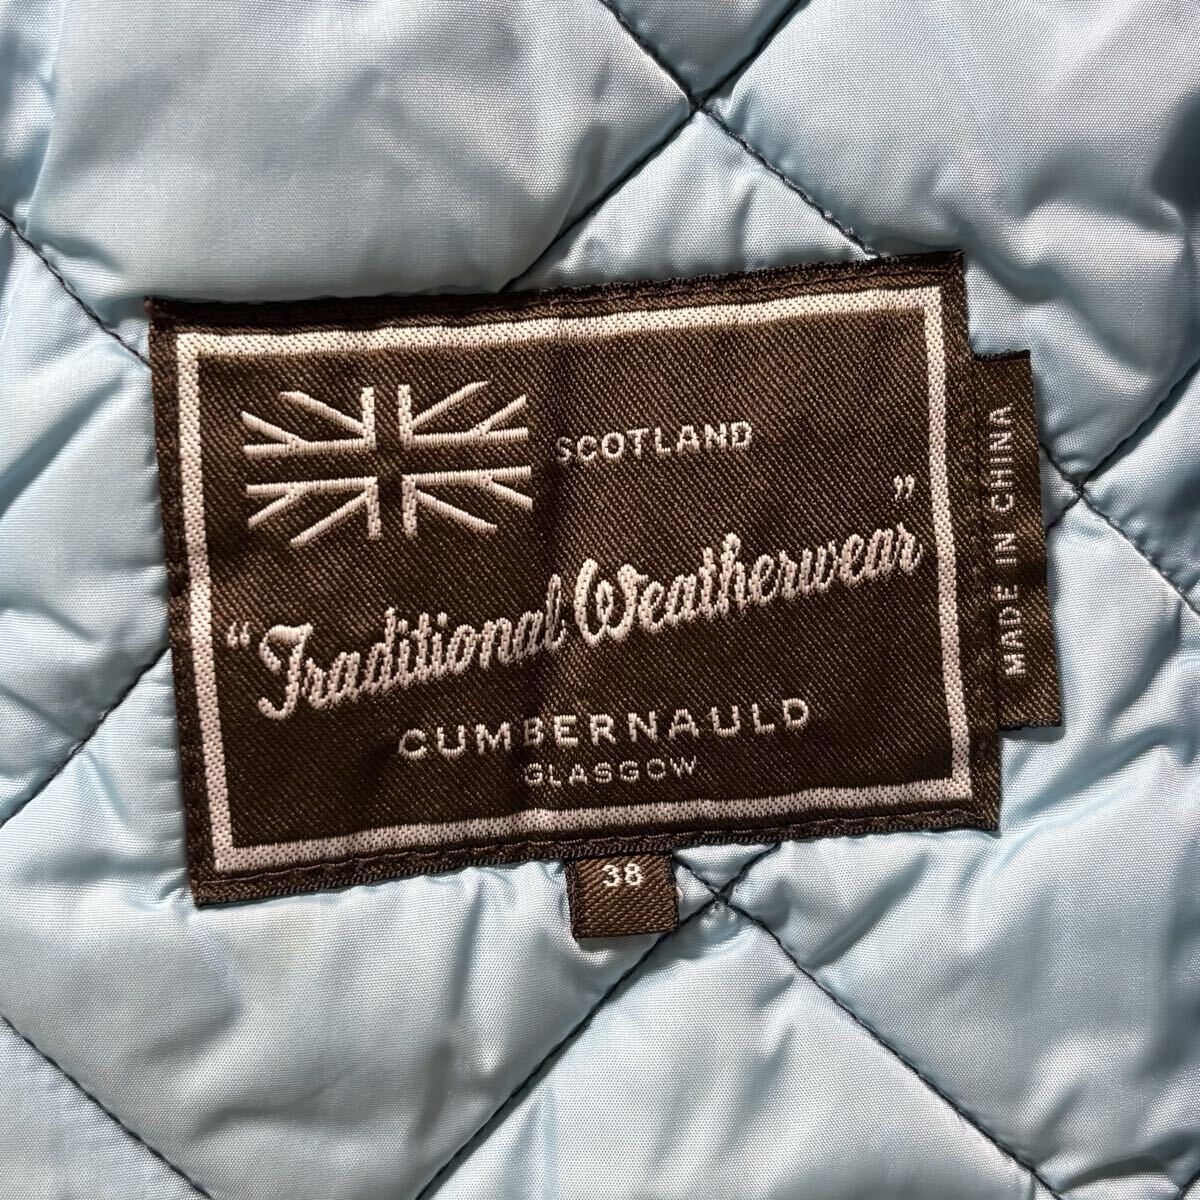 SCOTLAND
"Traditional Weatherwear"
CUMBERNAULD
GLASGOW
38
MADE IN CHINA